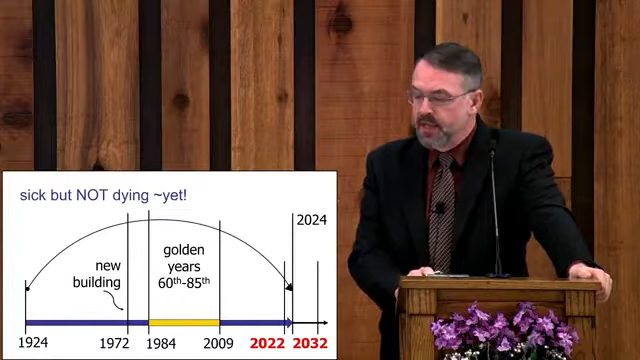 sick but NOT dying ~yet!
2024
golden
years
60th-85th
new
building
1924
1972
1984
2009
2022
2032